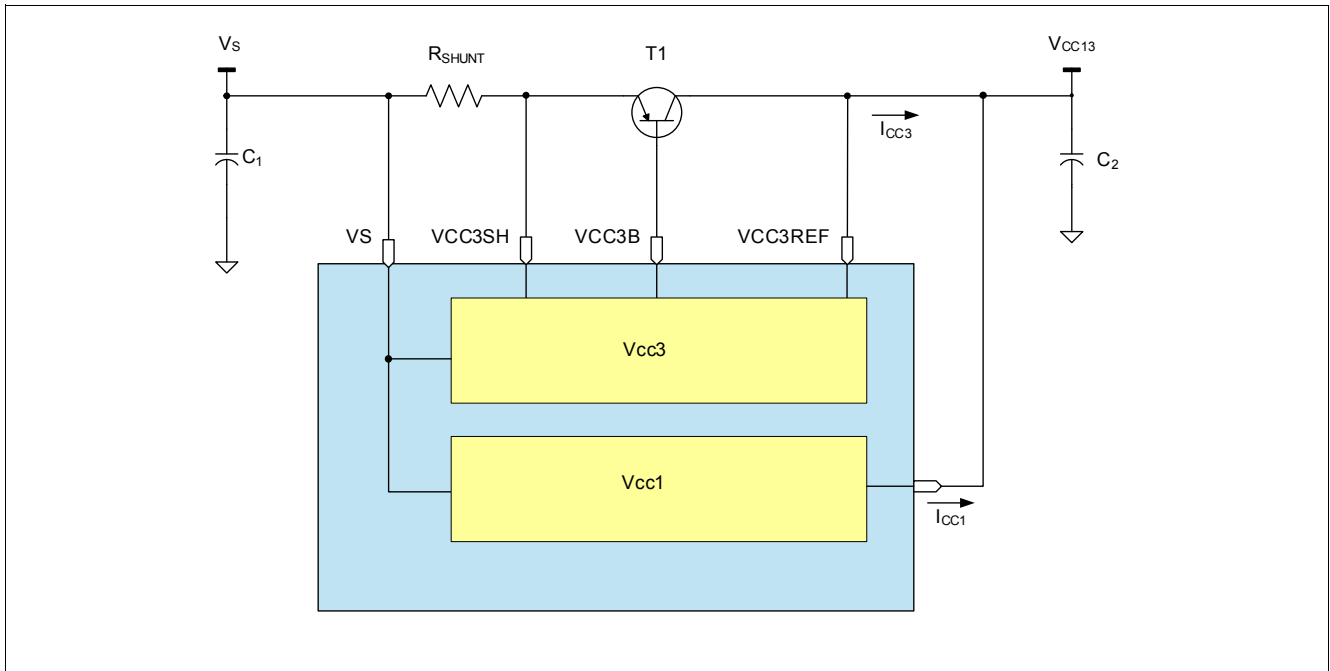 VS
RSHUNT
T1
VCC13
ICC3
C1
C2
VS
VCC3SH
VCC3B
VCC3REF
Vcc3
Vcc1
ICC1